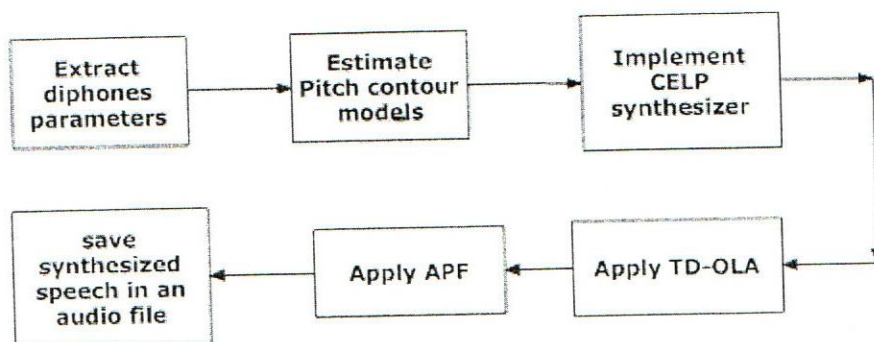 Extract
diphones
parameters
Estimate
Pitch contour
models
Implement
CELP
synthesizer
Apply TD-OLA
Apply APF
save
synthesized
speech in an
audio file